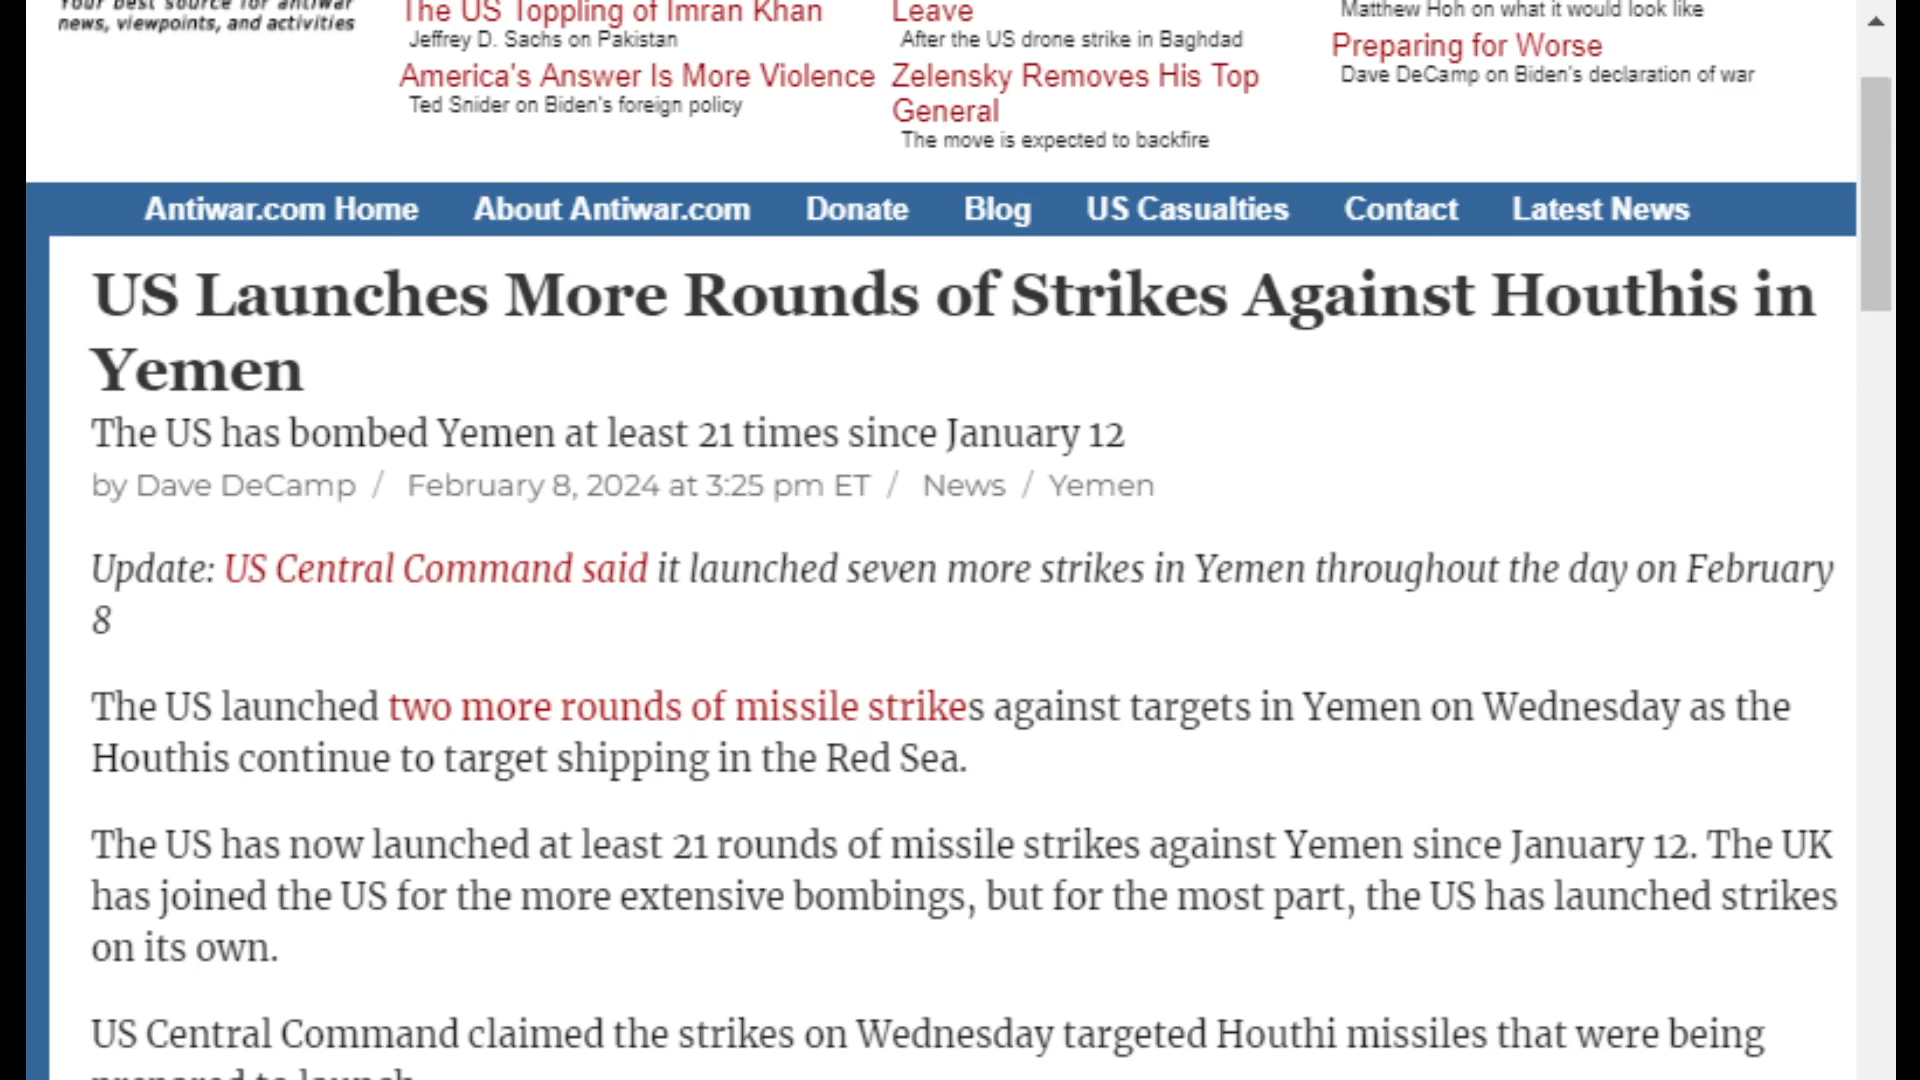 Your best source for antiwar
news, viewpoints, and activities
The US Toppling of Imran Khan
Jeffrey D. Sachs on Pakistan
America's Answer Is More Violence
Ted Snider on Biden's foreign policy
Leave
After the US drone strike in Baghdad
Zelensky Removes His Top
General
The move is expected to backfire
Matthew Hoh on what it would look like
Preparing for Worse
Dave DeCamp on Biden's declaration of war
Antiwar.com Home About Antiwar.com Donate Blog US Casualties Contact Latest News
US Launches More Rounds of Strikes Against Houthis in
Yemen
The US has bombed Yemen at least 21 times since January 12
by Dave DeCamp / February 8, 2024 at 3:25 pm ET / News / Yemen
Update: US Central Command said it launched seven more strikes in Yemen throughout the day on February
8
The US launched two more rounds of missile strikes against targets in Yemen on Wednesday as the
Houthis continue to target shipping in the Red Sea.
The US has now launched at least 21 rounds of missile strikes against Yemen since January 12. The UK
has joined the US for the more extensive bombings, but for the most part, the US has launched strikes
on its own.
US Central Command claimed the strikes on Wednesday targeted Houthi missiles that were being
prepared to launch